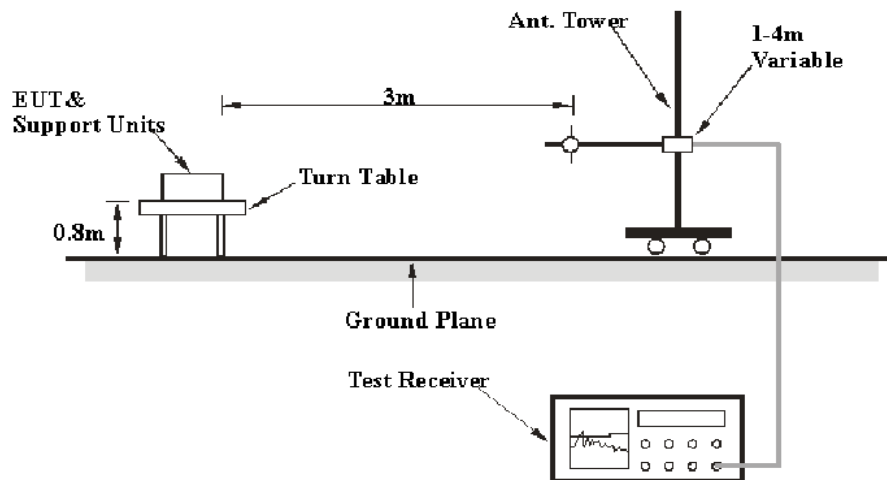 Ant. Tower
1-4m
Variable
3m
EUT&
Support Units
Turn Table
0.8m
Ground Plane
Test Receiver